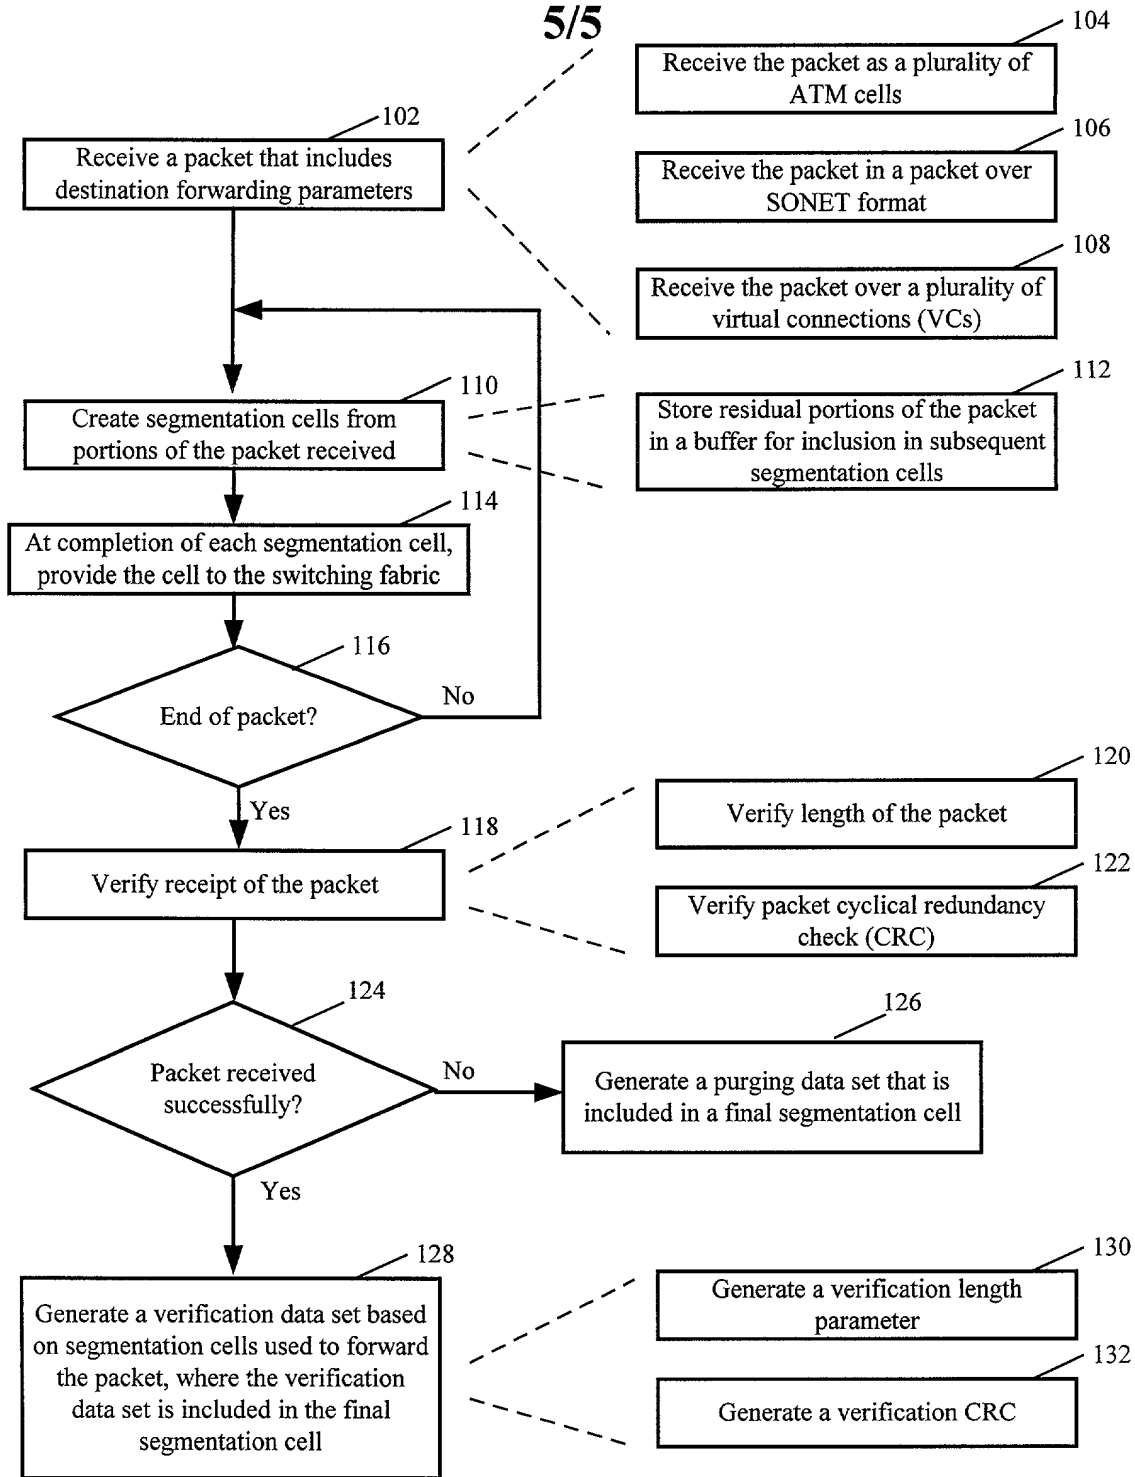 5/5
104
Receive the packet as a plurality of
ATM cells
102
Receive a packet that includes
destination forwarding parameters
106
Receive the packet in a packet over
SONET format
108
Receive the packet over a plurality of
virtual connections (VCs)
110
Create segmentation cells from
portions of the packet received
112
Store residual portions of the packet
in a buffer for inclusion in subsequent
segmentation cells
114
At completion of each segmentation cell,
provide the cell to the switching fabric
116
End of packet?
No
Yes
118
Verify receipt of the packet
120
Verify length of the packet
122
Verify packet cyclical redundancy
check (CRC)
124
Packet received
successfully?
No
Yes
126
Generate a purging data set that is
included in a final segmentation cell
128
Generate a verification data set based
on segmentation cells used to forward
the packet, where the verification
data set is included in the final
segmentation cell
130
Generate a verification length
parameter
132
Generate a verification CRC